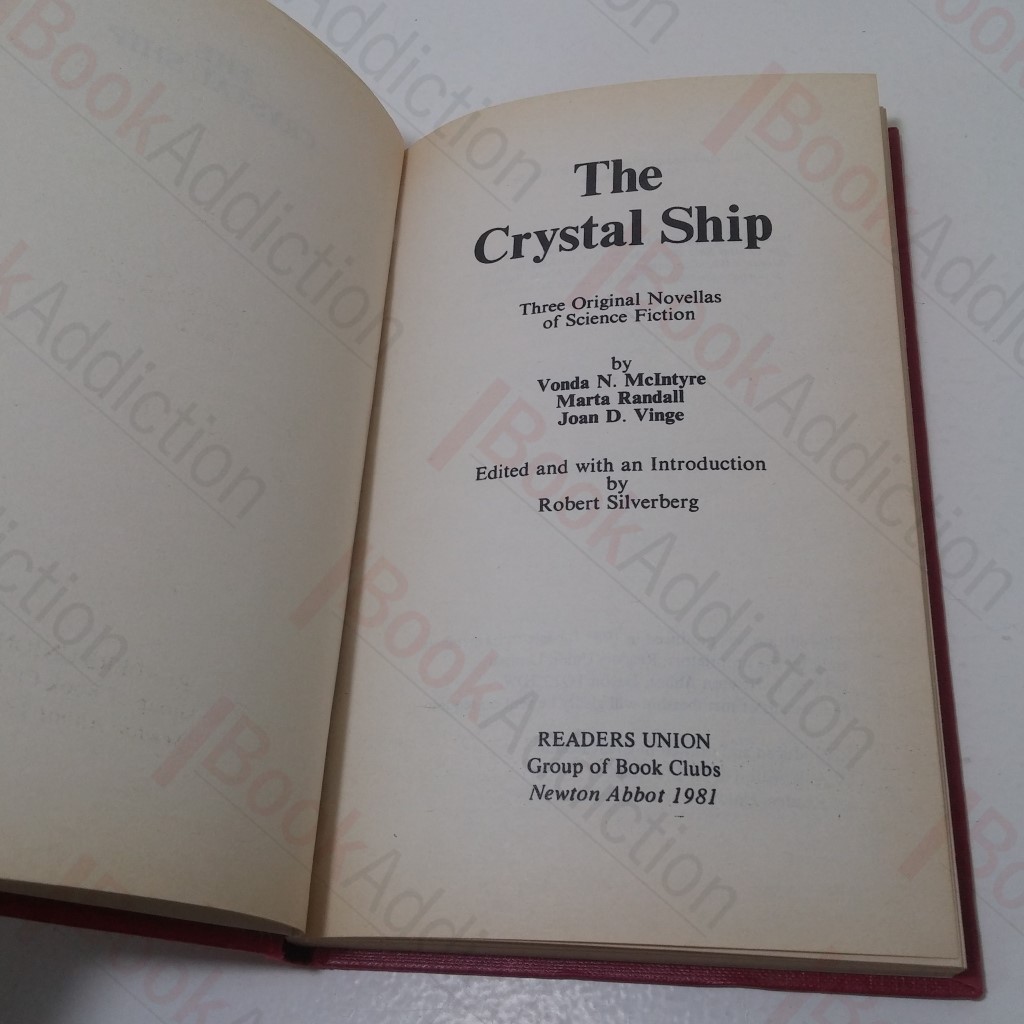 The
Crystal Ship
Three Original Novellas
of Science Fiction
by
Vonda N. McIntyre
Marta Randall
Joan D. Vinge
Edited and with an Introduction
by
Robert Silverberg
READERS UNION
Group of Book Clubs
Newton Abbot 1981
BookAddiction